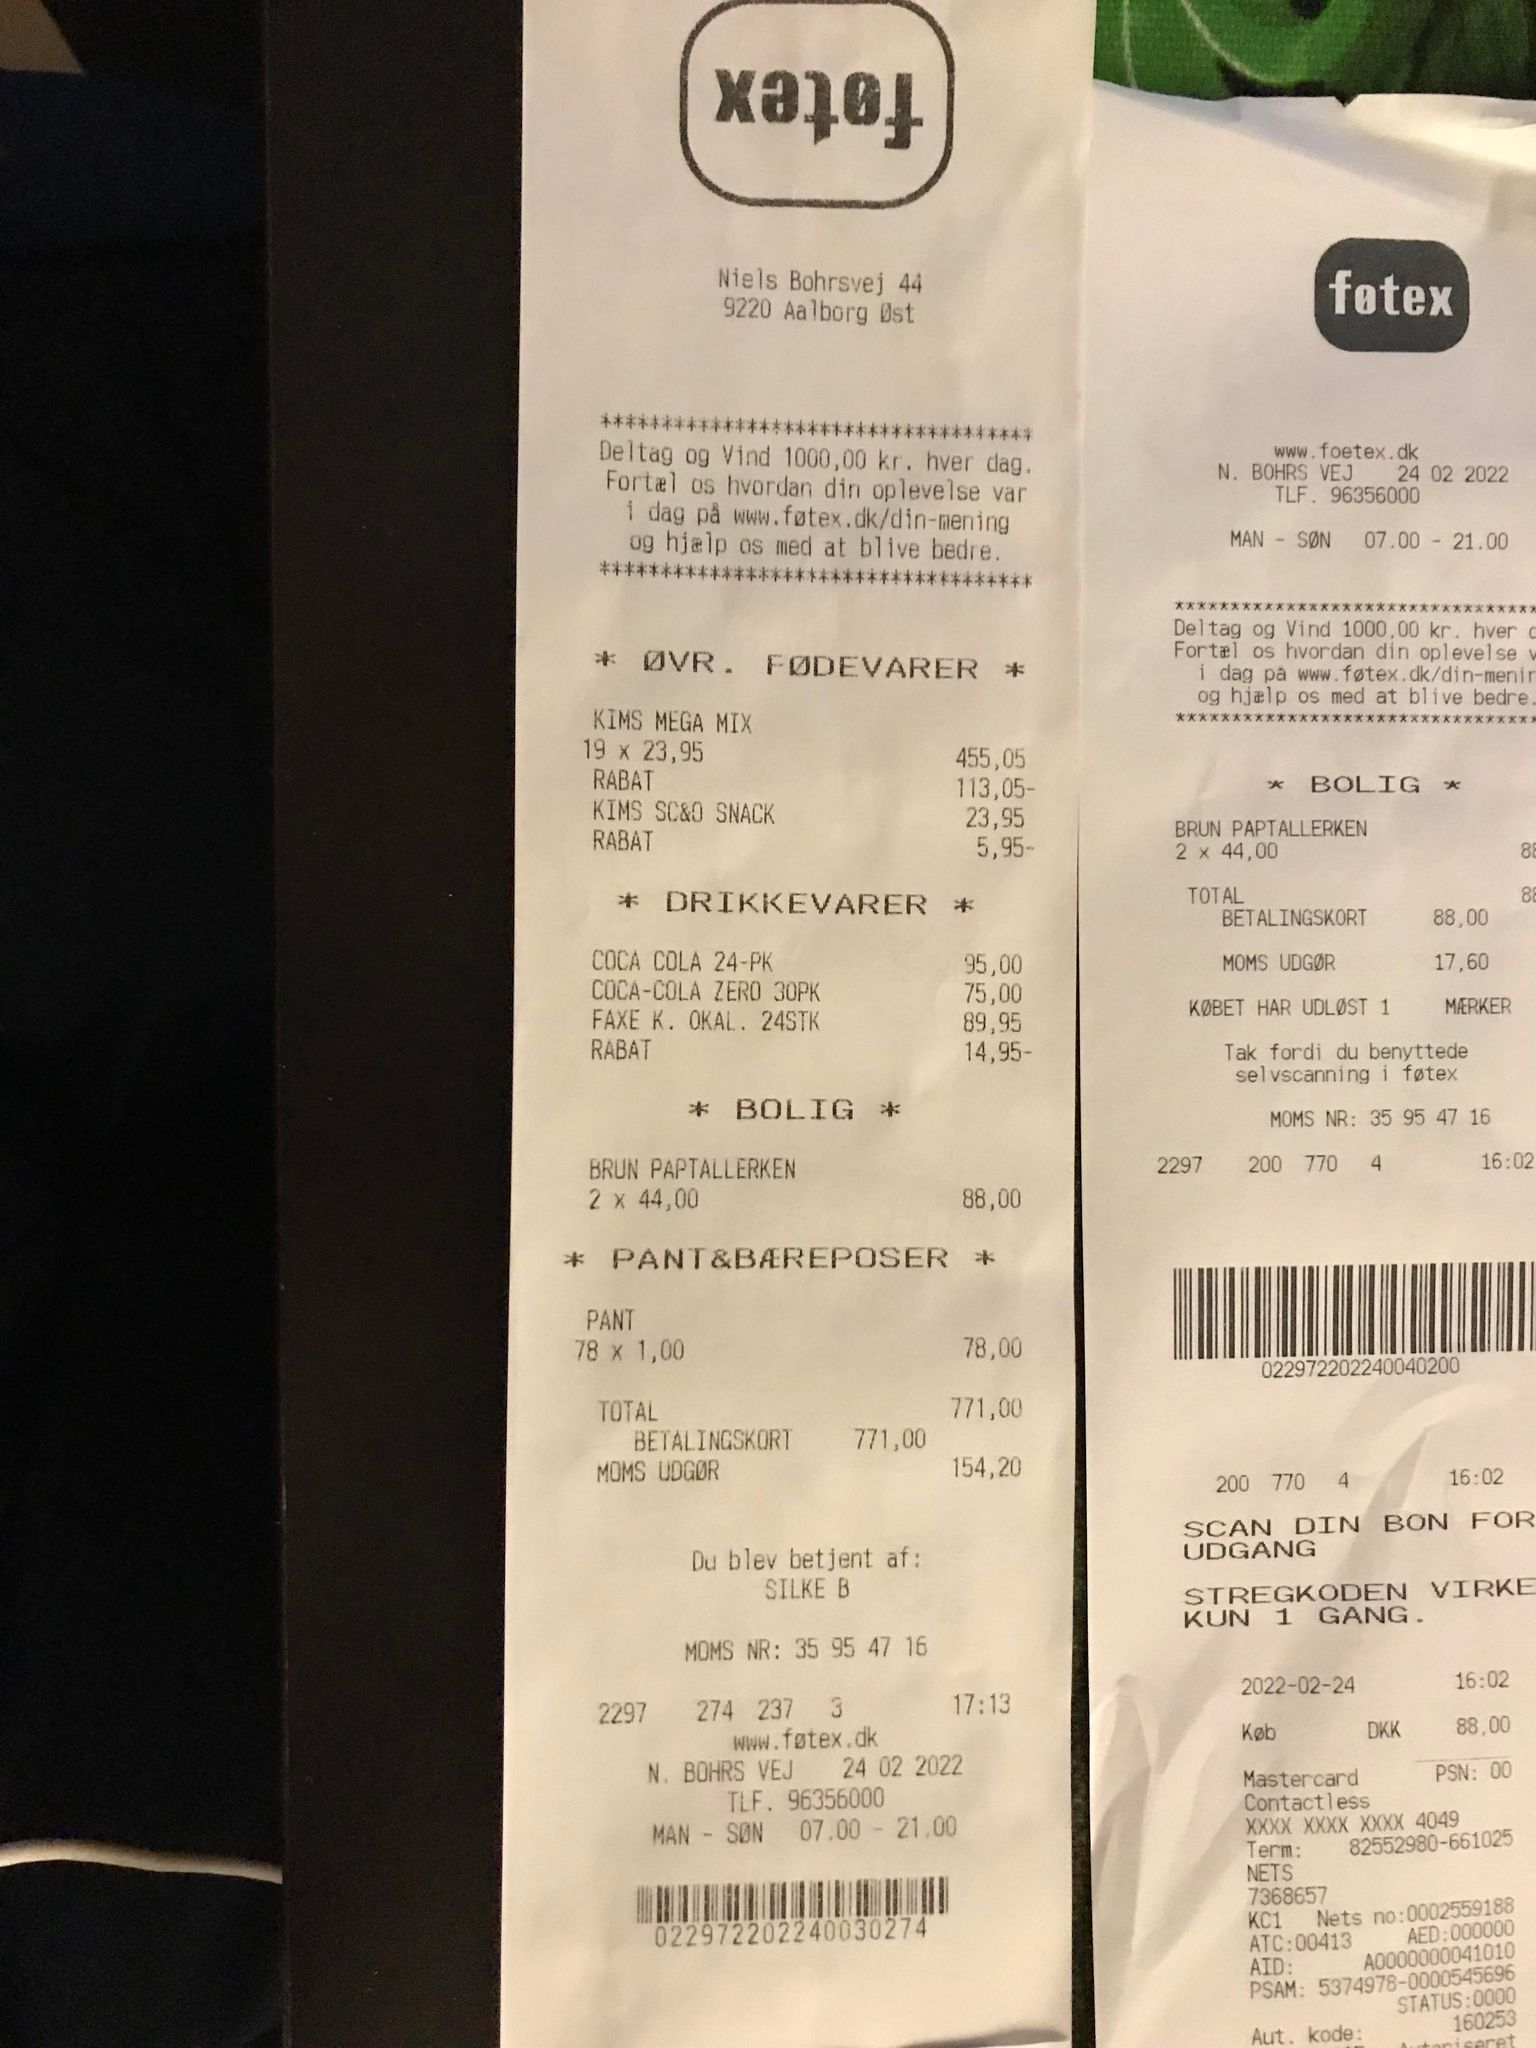 føtex
Niels Bohrsvej 44
9220 Aalborg Øst
************************************
Deltag og Vind 1000,00 kr. hver dag.
Fortæl os hvordan din oplevelse var
i dag på www.føtex.dk/din-mening
og hjælp os med at blive bedre.
************************************
* ØVR. FØDEVARER *
KIMS MEGA MIX
19 x 23,95 455,05
RABAT 113,05-
KIMS SC&O SNACK 23,95
RABAT 5,95-
* DRIKKEVARER *
COCA COLA 24-PK 95,00
COCA-COLA ZERO 30PK 75,00
FAXE K. OKAL. 24STK 89,95
RABAT 14,95-
* BOLIG *
BRUN PAPTALLERKEN
2 x 44,00 88,00
* PANT&BÆREPOSER *
PANT
78 x 1,00 78,00
TOTAL 771,00
BETALINGSKORT 771,00
MOMS UDGØR 154,20
Du blev betjent af:
SILKE B
MOMS NR: 35 95 47 16
2297 274 237 3 17:13
www.føtex.dk
N. BOHRS VEJ 24 02 2022
TLF. 96356000
MAN - SØN 07.00 - 21.00
022972202240030274
føtex
www.foetex.dk
N. BOHRS VEJ 24 02 2022
TLF. 96356000
MAN - SØN 07.00 - 21.00
*********************************
Deltag og Vind 1000,00 kr. hver
Fortæl os hvordan din oplevelse
i dag på www.føtex.dk/din-menin
og hjælp os med at blive bedre.
*********************************
* BOLIG *
BRUN PAPTALLERKEN
2 x 44,00 88
TOTAL 88
BETALINGSKORT 88,00
MOMS UDGØR 17,60
KØBET HAR UDLØST 1 MÆRKER
Tak fordi du benyttede
selvscanning i føtex
MOMS NR: 35 95 47 16
2297 200 770 4 16:02
022972202240040200
200 770 4 16:02
SCAN DIN BON FOR
UDGANG
STREGKODEN VIRKE
KUN 1 GANG.
2022-02-24 16:02
Køb DKK 88,00
Mastercard PSN: 00
Contactless
XXXX XXXX XXXX 4049
Term: 82552980-661025
NETS
7368657
KC1 Nets no:0002559188
ATC:00413 AED:000000
AID: A0000000041010
PSAM: 5374978-0000545696
STATUS:0000
Aut. kode: 160253
Autoriseret